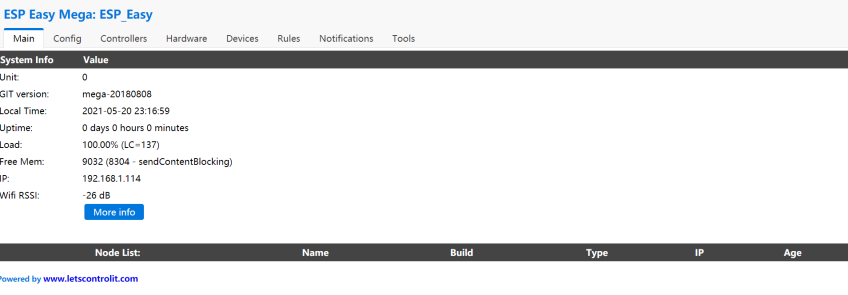 ESP Easy Mega: ESP_Easy
Main Config Controllers Hardware Devices Rules Notifications Tools
System Info Value
Unit: 0
GIT version: mega-20180808
Local Time: 2021-05-20 23:16:59
Uptime: 0 days 0 hours 0 minutes
Load: 100.00% (LC=137)
Free Mem: 9032 (8304 - sendContentBlocking)
IP: 192.168.1.114
Wifi RSSI: -26 dB
More info
Node List: Name Build Type IP Age
Powered by www.letscontrolit.com